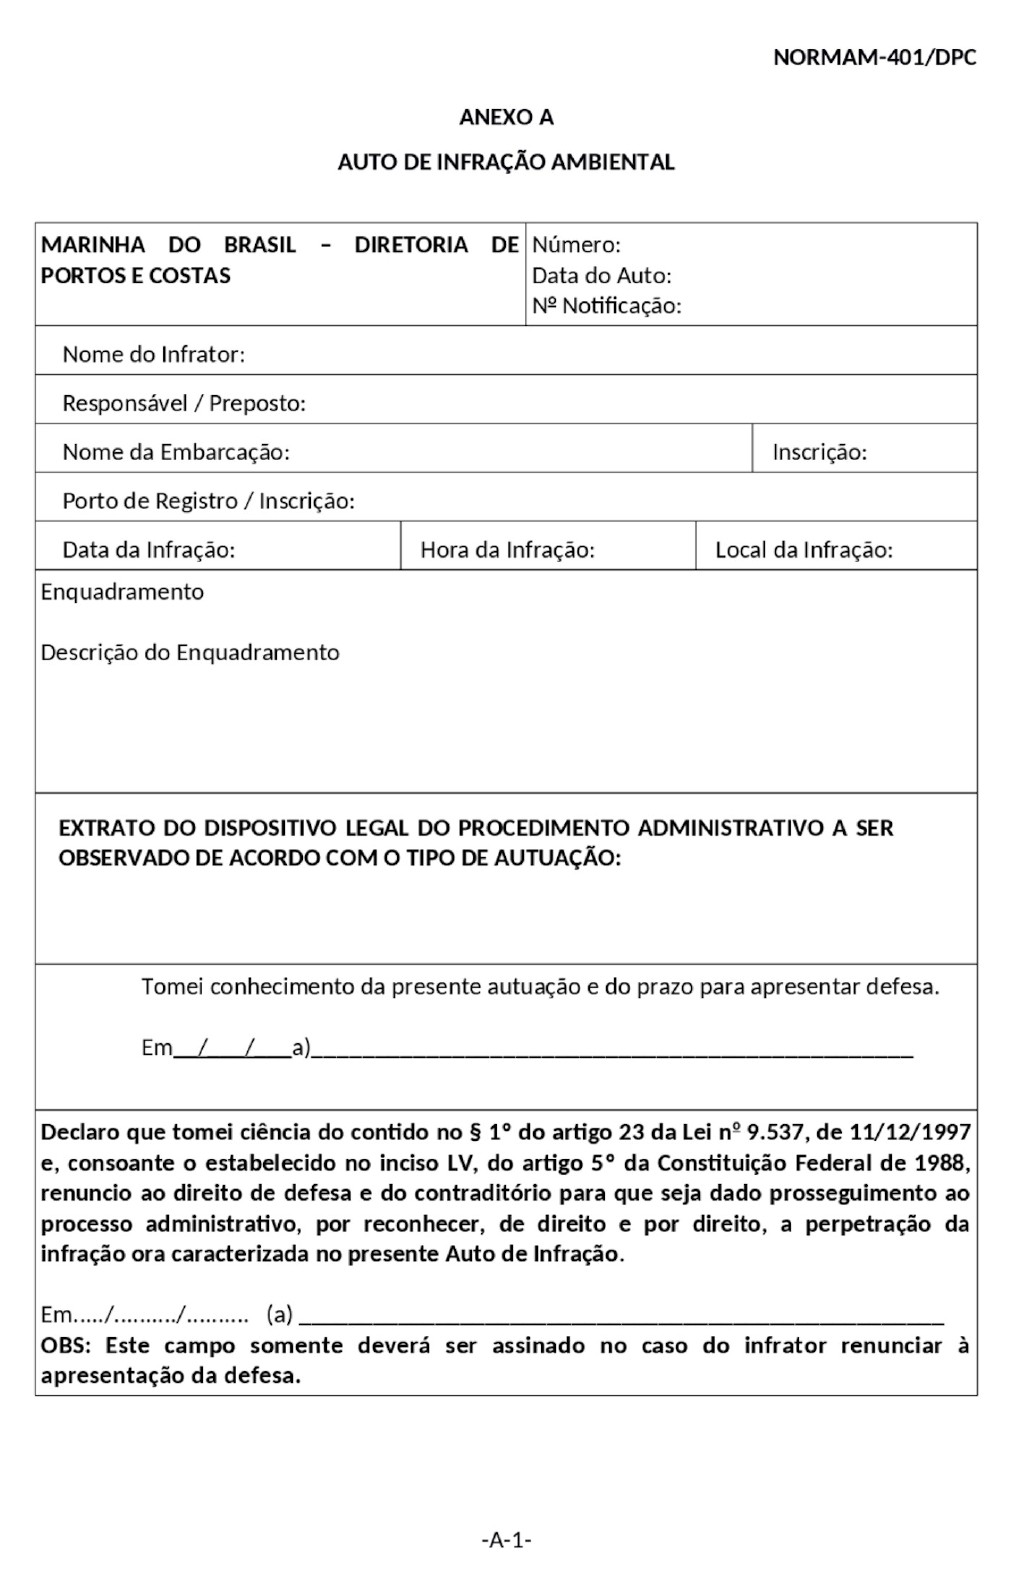 NORMAM-401/DPC
ANEXO A
AUTO DE INFRAÇÃO AMBIENTAL
MARINHA DO BRASIL – DIRETORIA DE
PORTOS E COSTAS
Número:
Data do Auto:
Nº Notificação:
Nome do Infrator:
Responsável / Preposto:
Nome da Embarcação:
Inscrição:
Porto de Registro / Inscrição:
Data da Infração:
Hora da Infração:
Local da Infração:
Enquadramento
Descrição do Enquadramento
EXTRATO DO DISPOSITIVO LEGAL DO PROCEDIMENTO ADMINISTRATIVO A SER
OBSERVADO DE ACORDO COM O TIPO DE AUTUAÇÃO:
Tomei conhecimento da presente autuação e do prazo para apresentar defesa.
Em__/___/___a)__________________________________________________
Declaro que tomei ciência do contido no § 1° do artigo 23 da Lei nº 9.537, de 11/12/1997
e, consoante o estabelecido no inciso LV, do artigo 5° da Constituição Federal de 1988,
renuncio ao direito de defesa e do contraditório para que seja dado prosseguimento ao
processo administrativo, por reconhecer, de direito e por direito, a perpetração da
infração ora caracterizada no presente Auto de Infração.
Em...../........../.......... (a) ______________________________________________________
OBS: Este campo somente deverá ser assinado no caso do infrator renunciar à
apresentação da defesa.
-A-1-